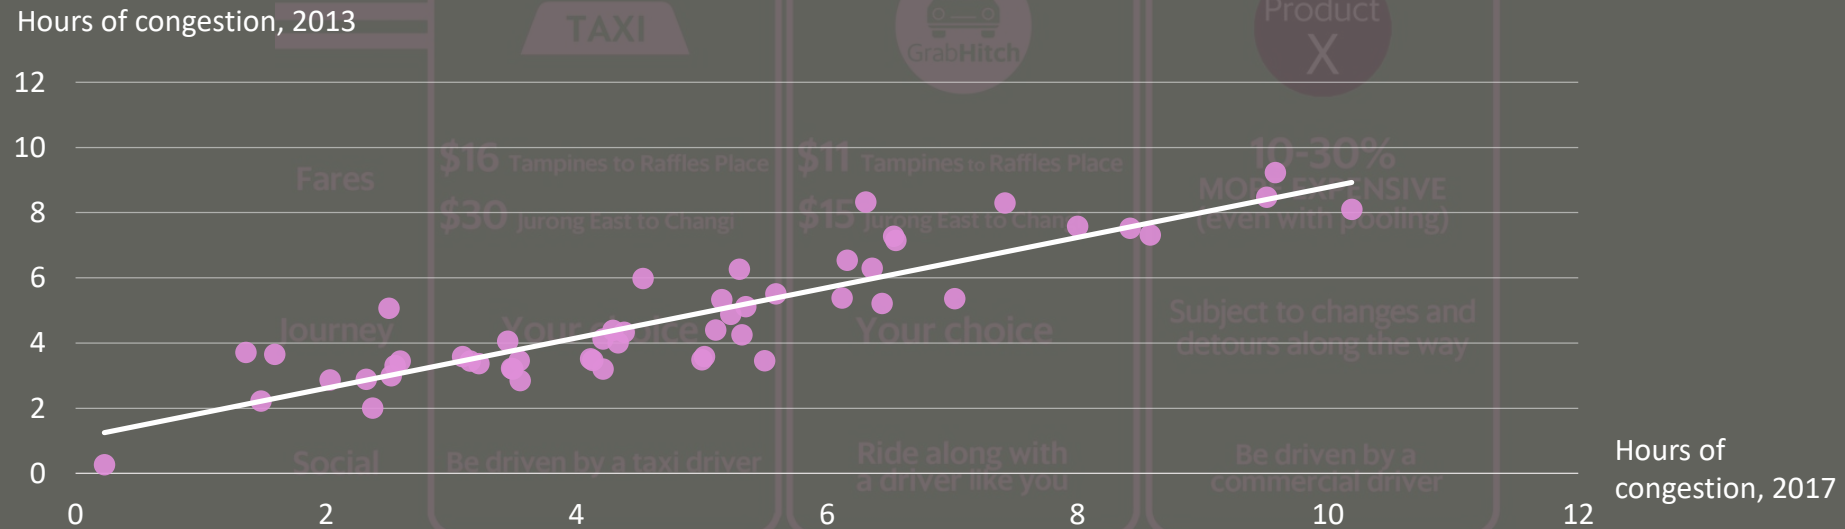 Hours of congestion, 2013
TAXI
GrabHitch
Product
X
12
10
8
6
4
2
0
Fares
$16 Tampines to Raffles Place
$30 Jurong East to Changi
$11 Tampines to Raffles Place
$15 Jurong East to Changi
10-30%
MORE EXPENSIVE
(even with pooling)
Journey
Your choice
Your choice
Subject to changes and
detours along the way
Social
Be driven by a taxi driver
Ride along with
a driver like you
Be driven by a
commercial driver
0 2 4 6 8 10 12
Hours of
congestion, 2017